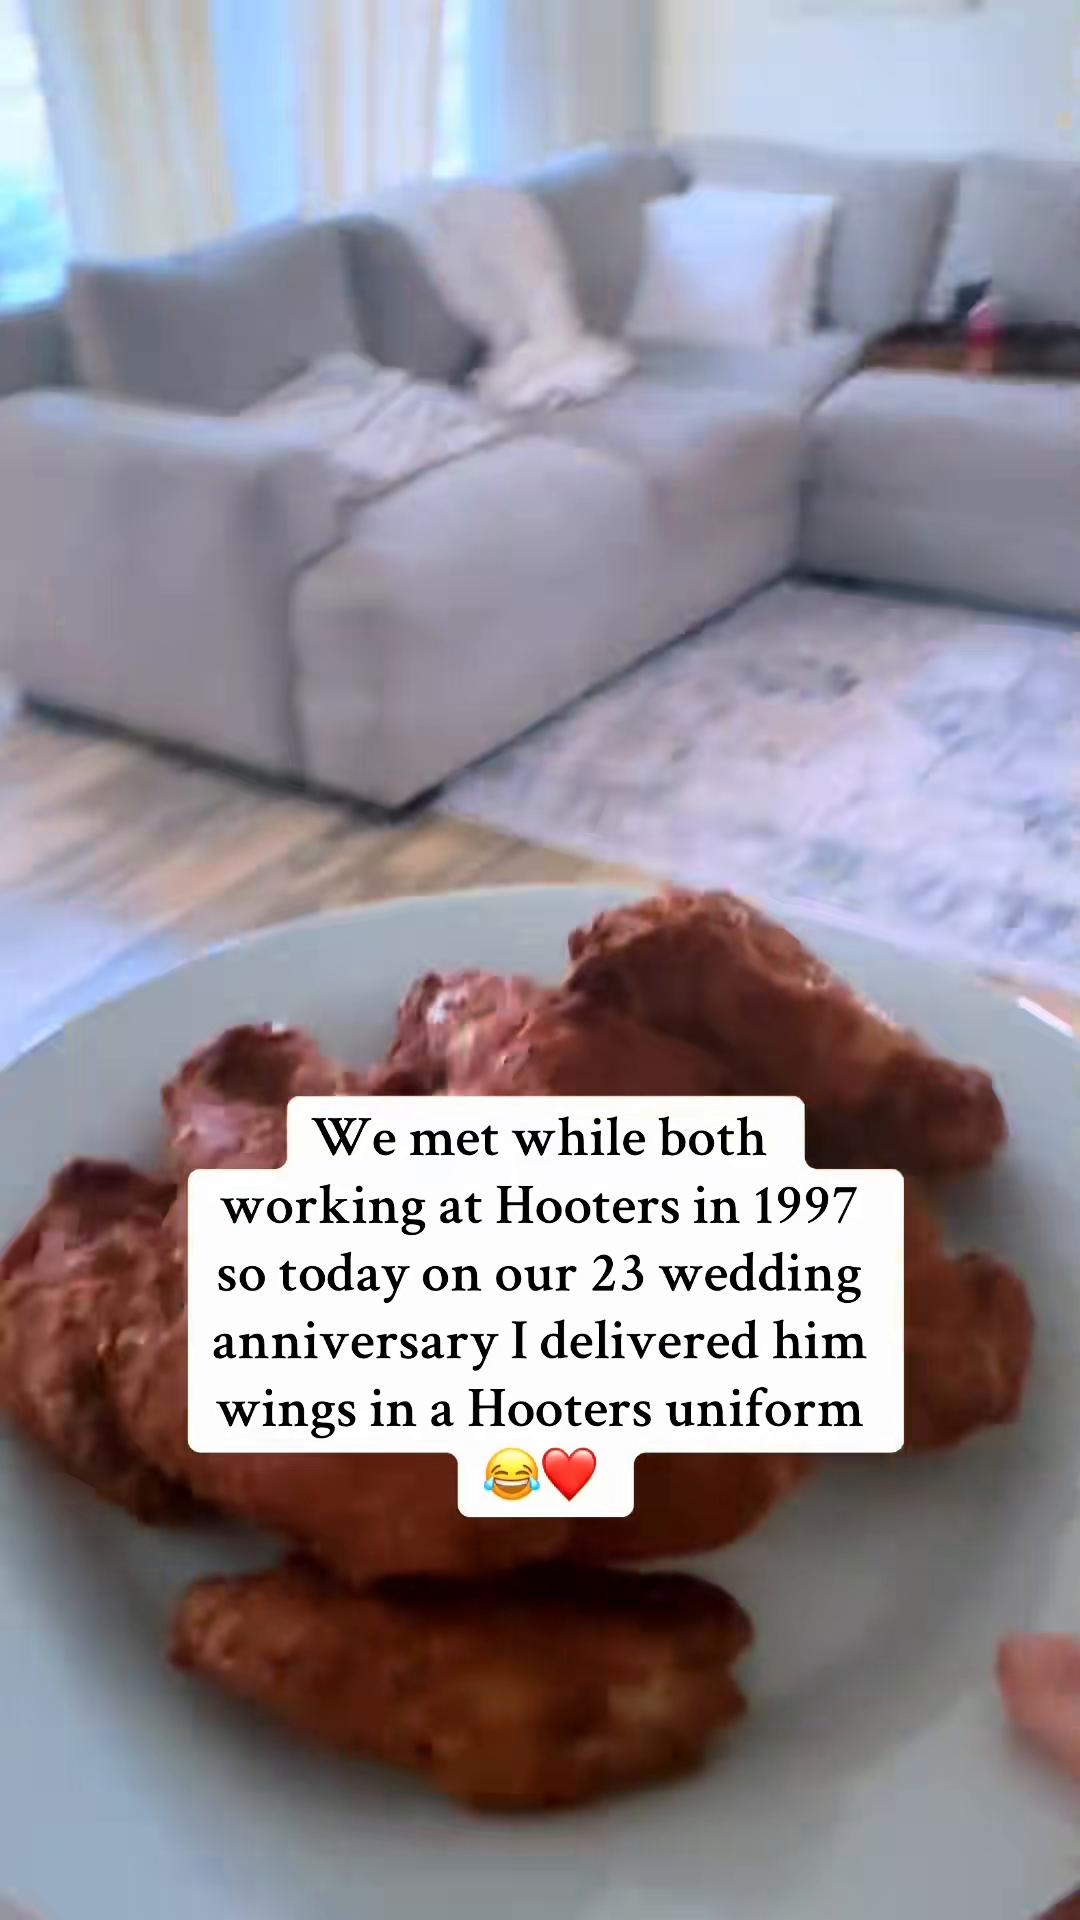 We met while both
working at Hooters in 1997
so today on our 23 wedding
anniversary I delivered him
wings in a Hooters uniform
😂❤️